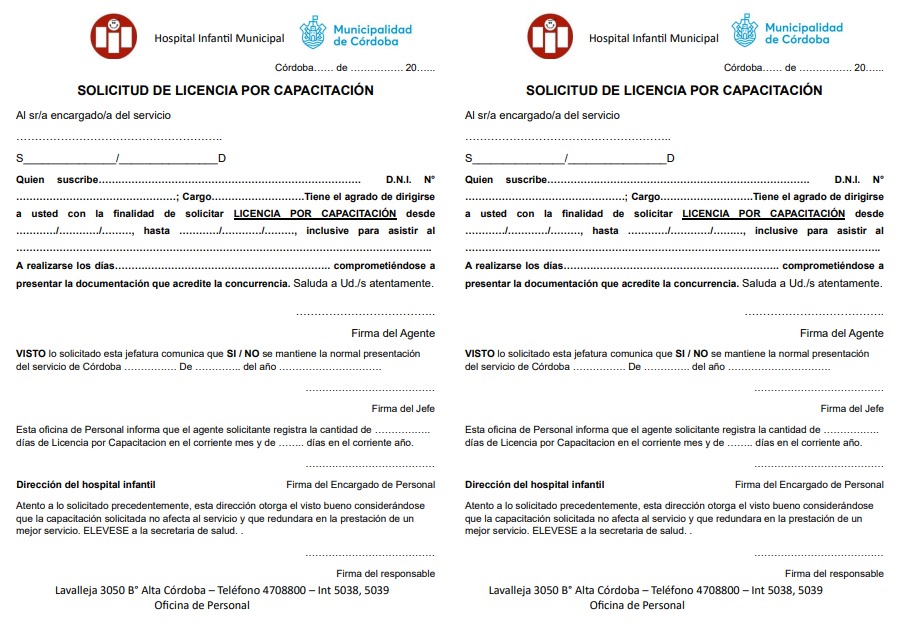 Hospital Infantil Municipal
Municipalidad
de Córdoba
Córdoba…… de ……………. 20…...
SOLICITUD DE LICENCIA POR CAPACITACIÓN
Al sr/a encargado/a del servicio
…………………………………………………..
S_______________/________________D
Quien suscribe………………………………………………………… D.N.I. N°
………………………………………; Cargo……………………Tiene el agrado de dirigirse
a usted con la finalidad de solicitar LICENCIA POR CAPACITACIÓN desde
………./………./………, hasta ………./………./………, inclusive para asistir al
…………………………………………………………………………………………………..
A realizarse los días………………………………………………….. comprometiéndose a
presentar la documentación que acredite la concurrencia. Saluda a Ud./s atentamente.
………………………………..
Firma del Agente
VISTO lo solicitado esta jefatura comunica que SI / NO se mantiene la normal presentación
del servicio de Córdoba ……………. De …………. del año ……………………….
………………………………..
Firma del Jefe
Esta oficina de Personal informa que el agente solicitante registra la cantidad de …………….
días de Licencia por Capacitacion en el corriente mes y de …….. días en el corriente año.
………………………………..
Dirección del hospital infantil Firma del Encargado de Personal
Atento a lo solicitado precedentemente, esta dirección otorga el visto bueno considerándose
que la capacitación solicitada no afecta al servicio y que redundara en la prestación de un
mejor servicio. ELEVESE a la secretaria de salud. .
………………………………..
Firma del responsable
Lavalleja 3050 B° Alta Córdoba – Teléfono 4708800 – Int 5038, 5039
Oficina de Personal
Hospital Infantil Municipal
Municipalidad
de Córdoba
Córdoba…… de ……………. 20…...
SOLICITUD DE LICENCIA POR CAPACITACIÓN
Al sr/a encargado/a del servicio
…………………………………………………..
S_______________/________________D
Quien suscribe………………………………………………………… D.N.I. N°
………………………………………; Cargo……………………Tiene el agrado de dirigirse
a usted con la finalidad de solicitar LICENCIA POR CAPACITACIÓN desde
………./………./………, hasta ………./………./………, inclusive para asistir al
…………………………………………………………………………………………………..
A realizarse los días………………………………………………….. comprometiéndose a
presentar la documentación que acredite la concurrencia. Saluda a Ud./s atentamente.
………………………………..
Firma del Agente
VISTO lo solicitado esta jefatura comunica que SI / NO se mantiene la normal presentación
del servicio de Córdoba ……………. De …………. del año ……………………….
………………………………..
Firma del Jefe
Esta oficina de Personal informa que el agente solicitante registra la cantidad de …………….
días de Licencia por Capacitacion en el corriente mes y de …….. días en el corriente año.
………………………………..
Dirección del hospital infantil Firma del Encargado de Personal
Atento a lo solicitado precedentemente, esta dirección otorga el visto bueno considerándose
que la capacitación solicitada no afecta al servicio y que redundara en la prestación de un
mejor servicio. ELEVESE a la secretaria de salud. .
………………………………..
Firma del responsable
Lavalleja 3050 B° Alta Córdoba – Teléfono 4708800 – Int 5038, 5039
Oficina de Personal